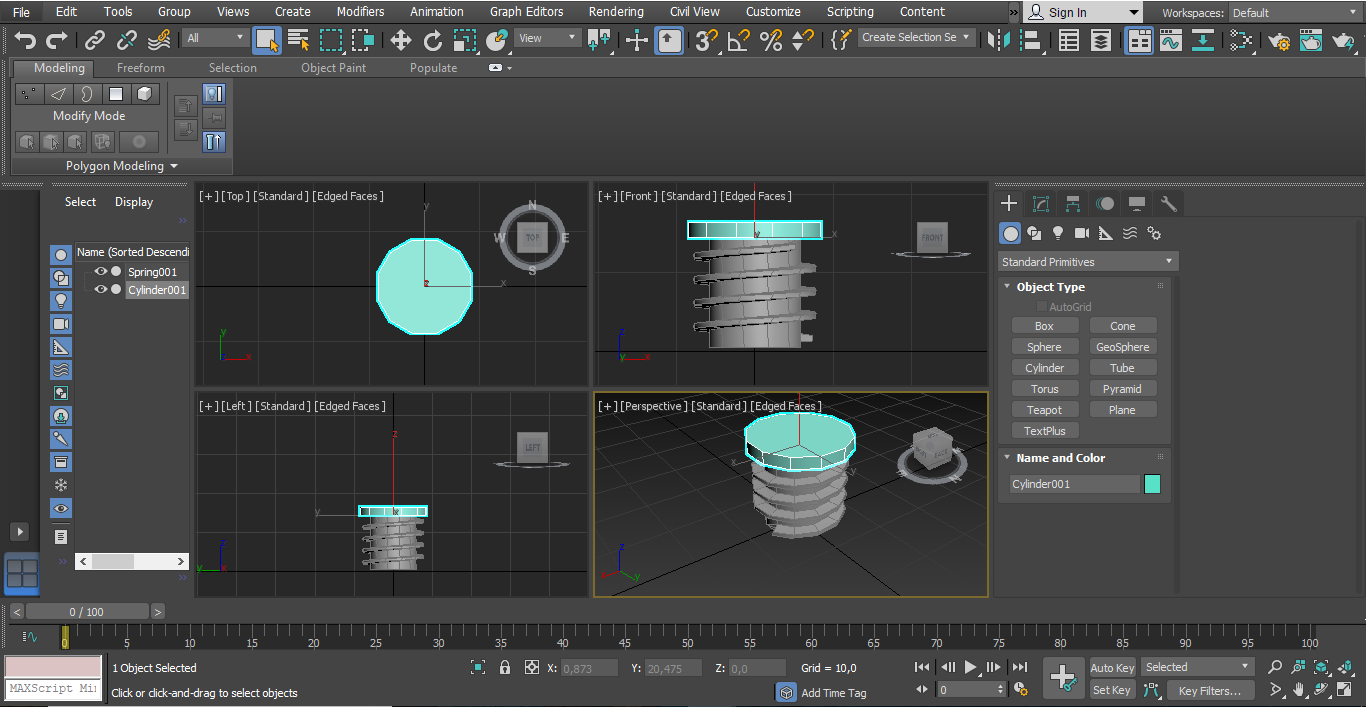 File Edit Tools Group Views Create Modifiers Animation Graph Editors Rendering Civil View Customize Scripting Content » Sign In Workspaces: Default
All View 3 Create Selection Se
Modeling Freeform Selection Object Paint Populate
Modify Mode
Polygon Modeling
Select Display
»
Name (Sorted Descendi
Spring001
Cylinder001
»
»
[+] [Top] [Standard] [Edged Faces]
N
W TOP E
S
y
x
z
y
x
[+] [Front] [Standard] [Edged Faces]
FRONT
y x
z
y x
[+] [Left] [Standard] [Edged Faces]
LEFT
z
y x
z
y
[+] [Perspective] [Standard] [Edged Faces]
x y
z
y
Standard Primitives
Object Type
AutoGrid
Box Cone
Sphere GeoSphere
Cylinder Tube
Torus Pyramid
Teapot Plane
TextPlus
Name and Color
Cylinder001
< 0 / 100 >
0 5 10 15 20 25 30 35 40 45 50 55 60 65 70 75 80 85 90 95 100
1 Object Selected X: 0,873 Y: 20,475 Z: 0,0 Grid = 10,0 Auto Key Selected
MAXScript Mi
Click or click-and-drag to select objects Add Time Tag 0 Set Key Key Filters...